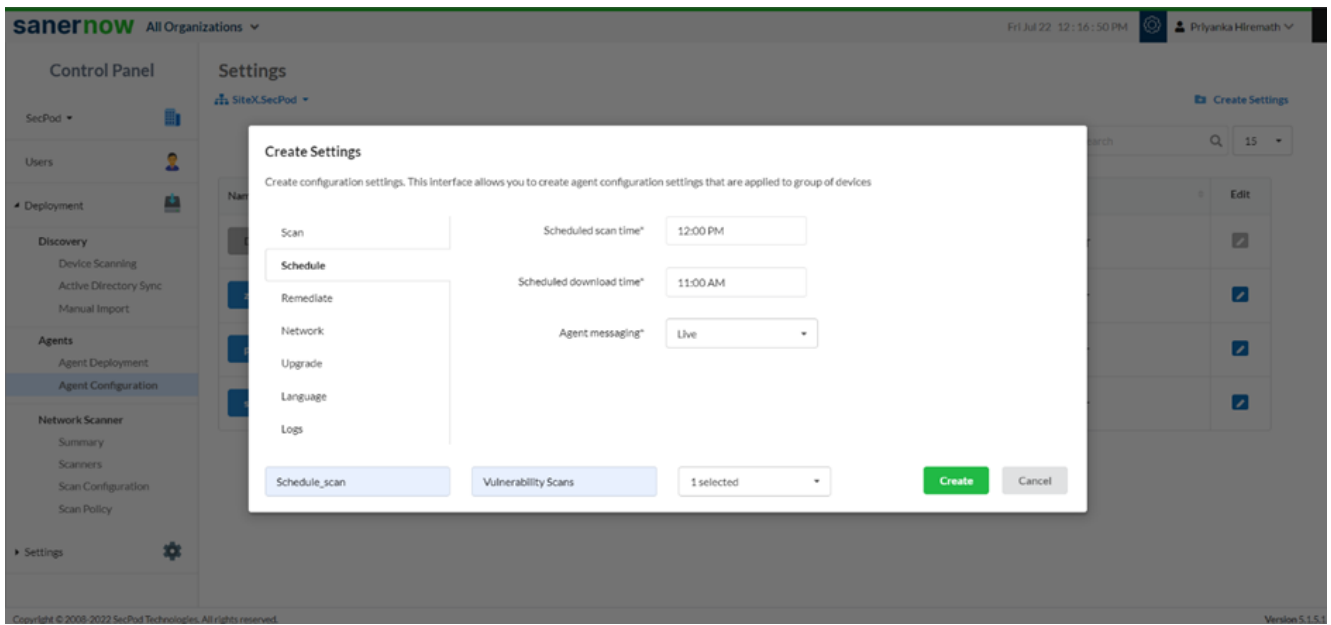 sanernow All Organizations
Fri Jul 22 12:16:50 PM
Priyanka Hiremath
Control Panel
Settings
SecPod
SiteX.SecPod
Create Settings
Users
15
Deployment
Edit
Discovery
Device Scanning
Active Directory Sync
Manual Import
Agents
Agent Deployment
Agent Configuration
Network Scanner
Summary
Scanners
Scan Configuration
Scan Policy
Settings
Create Settings
Create configuration settings. This interface allows you to create agent configuration settings that are applied to group of devices
Scan
Schedule
Remediate
Network
Upgrade
Language
Logs
Scheduled scan time* 12:00 PM
Scheduled download time* 11:00 AM
Agent messaging* Live
Schedule_scan Vulnerability Scans 1 selected Create Cancel
Copyright © 2008-2022 SecPod Technologies. All rights reserved.
Version 5.1.5.1